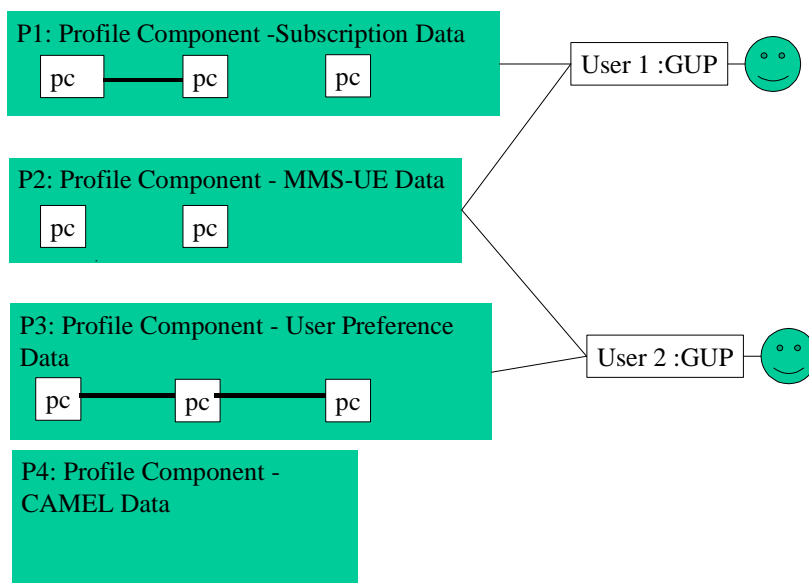 P1: Profile Component -Subscription Data
pc
pc
pc
User 1 :GUP
P2: Profile Component - MMS-UE Data
pc
pc
P3: Profile Component - User Preference
Data
pc
pc
pc
User 2 :GUP
P4: Profile Component -
CAMEL Data